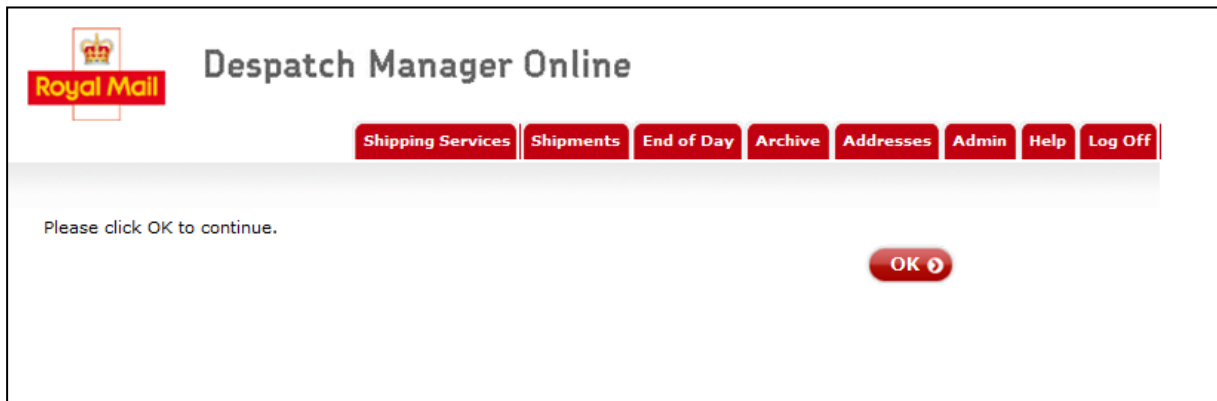 Royal Mail
Despatch Manager Online
Shipping Services Shipments End of Day Archive Addresses Admin Help Log Off
Please click OK to continue.
OK